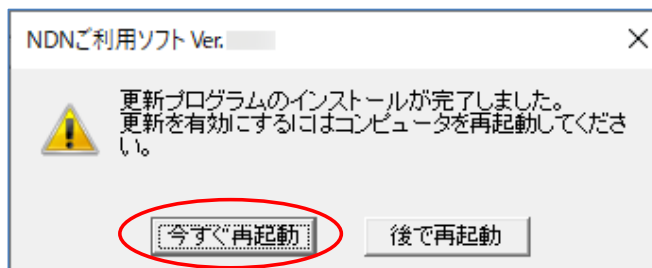 NDNご利用ソフト Ver.
更新プログラムのインストールが完了しました。
更新を有効にするにはコンピュータを再起動してくださ
い。
今すぐ再起動
後で再起動